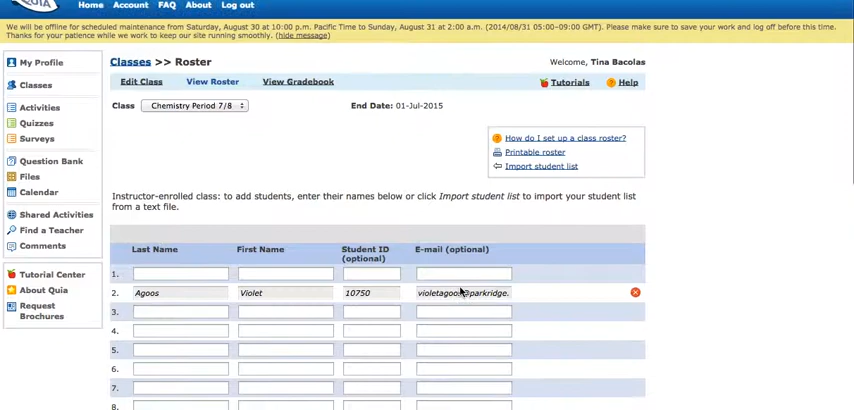 QUIA
Home Account FAQ About Log out
We will be offline for scheduled maintenance from Saturday, August 30 at 10:00 p.m. Pacific Time to Sunday, August 31 at 2:00 a.m. (2014/08/31 05:00–09:00 GMT). Please make sure to save your work and log off before this time.
Thanks for your patience while we work to keep our site running smoothly. (hide message)
My Profile
Classes
Activities
Quizzes
Surveys
Question Bank
Files
Calendar
Shared Activities
Find a Teacher
Comments
Tutorial Center
About Quia
Request
Brochures
Classes >> Roster
Welcome, Tina Bacolas
Edit Class View Roster View Gradebook
Tutorials Help
Class Chemistry Period 7/8 End Date: 01-Jul-2015
How do I set up a class roster?
Printable roster
Import student list
Instructor-enrolled class: to add students, enter their names below or click Import student list to import your student list
from a text file.
Last Name First Name Student ID (optional) E-mail (optional)
1.
2. Agoos Violet 10750
3.
4.
5.
6.
7.
8.